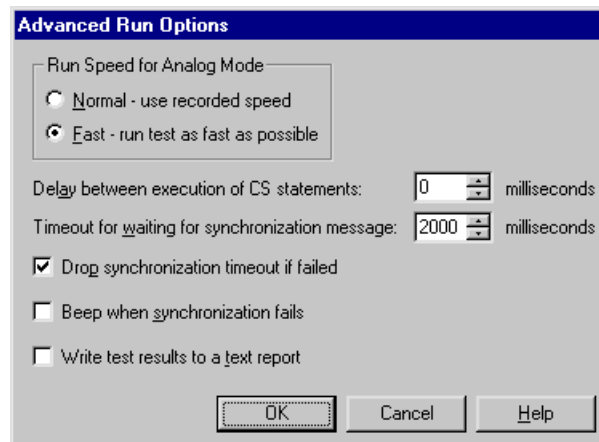 Advanced Run Options
Run Speed for Analog Mode
Normal - use recorded speed
Fast - run test as fast as possible
Delay between execution of CS statements: 0 milliseconds
Timeout for waiting for synchronization message: 2000 milliseconds
Drop synchronization timeout if failed
Beep when synchronization fails
Write test results to a text report
OK Cancel Help